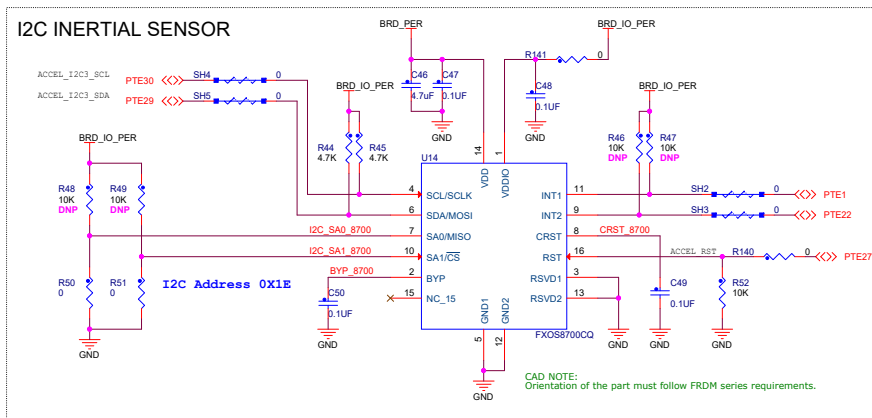 I2C INERTIAL SENSOR
BRD_PER
BRD_IO_PER
R141
0
ACCEL_I2C3_SCL
PTE30
SH4
0
ACCEL_I2C3_SDA
PTE29
SH5
0
C46
4.7uF
C47
0.1UF
C48
0.1UF
GND
GND
BRD_IO_PER
R44
4.7K
R45
4.7K
BRD_IO_PER
R46
10K
DNP
R47
10K
DNP
BRD_IO_PER
R48
10K
DNP
R49
10K
DNP
U14
14
1
VDD
VDDIO
4
SCL/SCLK
INT1
11
SH2
0
PTE1
6
SDA/MOSI
INT2
9
SH3
0
PTE22
I2C_SA0_8700
7
SA0/MISO
CRST
8
CRST_8700
I2C_SA1_8700
10
SA1/CS
RST
16
ACCEL_RST
R140
0
PTE27
BYP_8700
2
BYP
RSVD1
3
15
NC_15
RSVD2
13
R50
0
R51
0
I2C Address 0X1E
C50
0.1UF
C49
0.1UF
R52
10K
GND1
GND2
5
12
FXOS8700CQ
GND
GND
GND
GND
GND
GND
CAD NOTE:
Orientation of the part must follow FRDM series requirements.